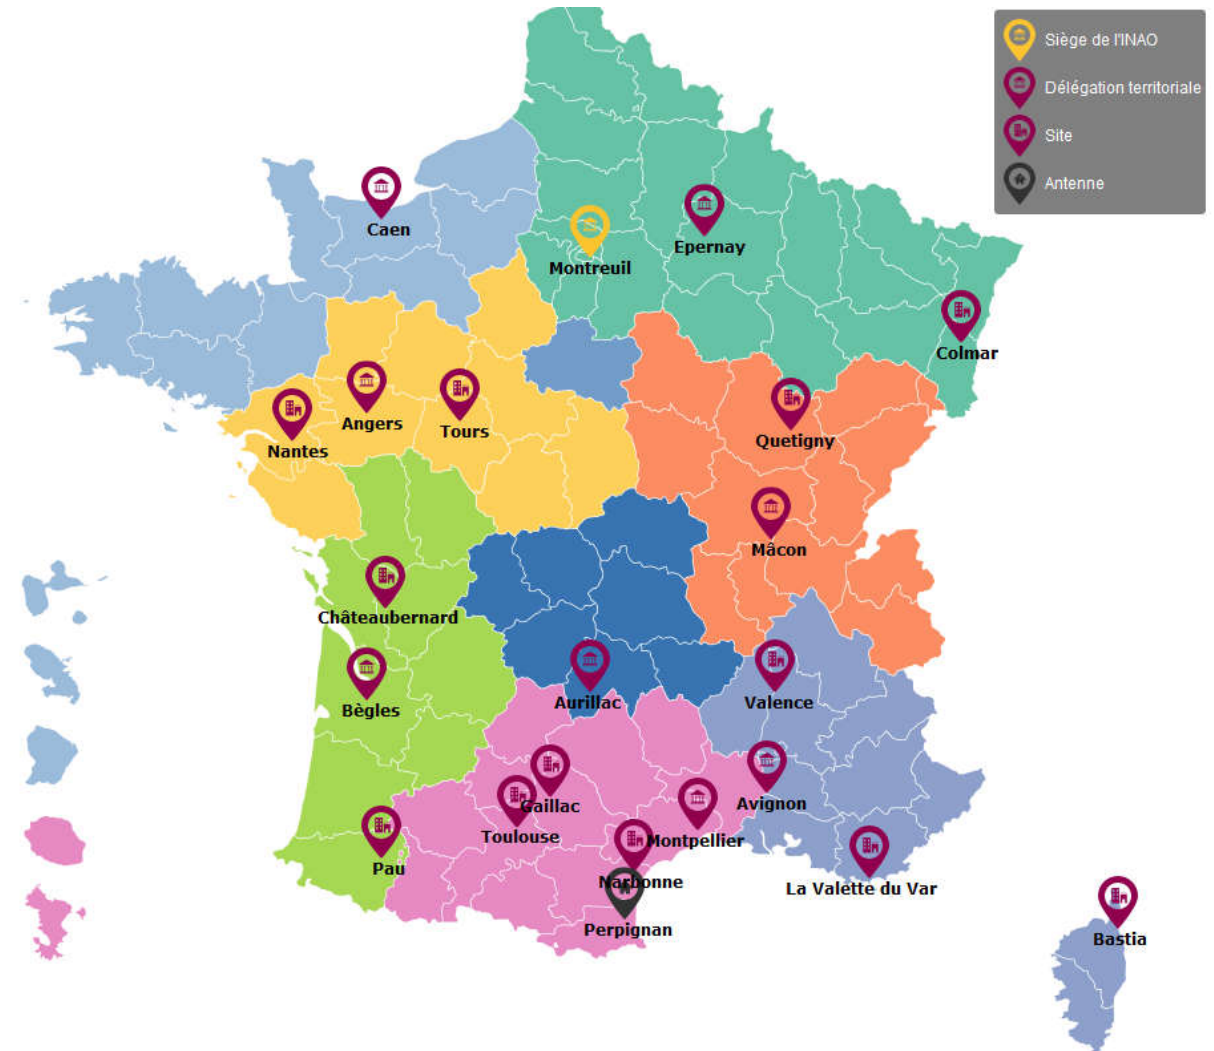 Siège de l'INAO
Délégation territoriale
Site
Antenne
Caen
Epernay
Montreuil
Colmar
Angers
Tours
Nantes
Quetigny
Mâcon
Châteaubernard
Bègles
Aurillac
Valence
Gaillac
Avignon
Toulouse
Montpellier
Pau
Narbonne
La Valette du Var
Perpignan
Bastia